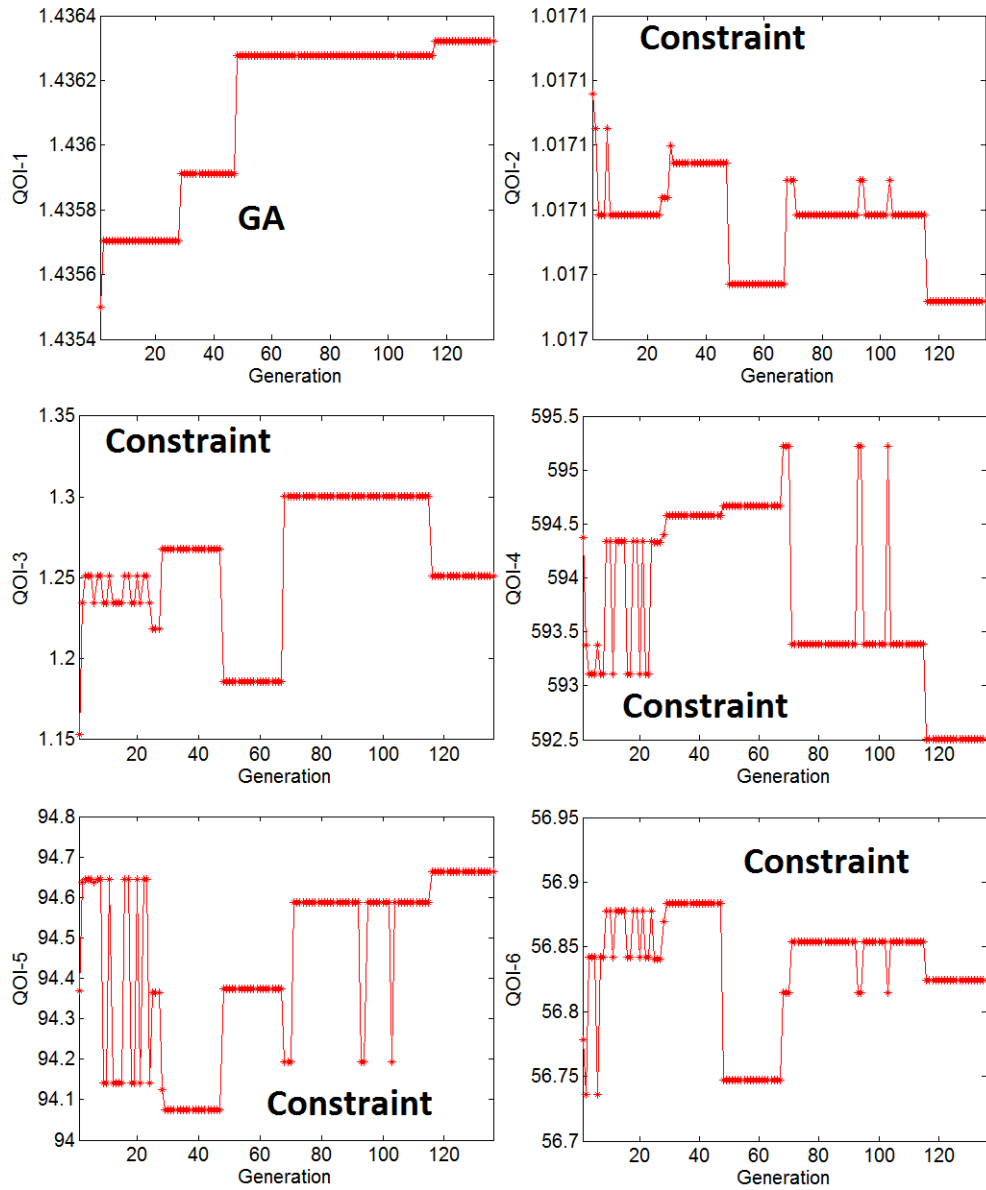 1.4364
1.4362
1.436
1.4358
1.4356
1.4354
QOI-1
GA
20 40 60 80 100 120
Generation
Constraint
1.0171
1.0171
1.0171
1.0171
1.017
1.017
QOI-2
20 40 60 80 100 120
Generation
1.35
1.3
1.25
1.2
1.15
QOI-3
Constraint
20 40 60 80 100 120
Generation
595.5
595
594.5
594
593.5
593
592.5
QOI-4
Constraint
20 40 60 80 100 120
Generation
94.8
94.7
94.6
94.5
94.4
94.3
94.2
94.1
94
QOI-5
Constraint
20 40 60 80 100 120
Generation
56.95
56.9
56.85
56.8
56.75
56.7
QOI-6
Constraint
20 40 60 80 100 120
Generation